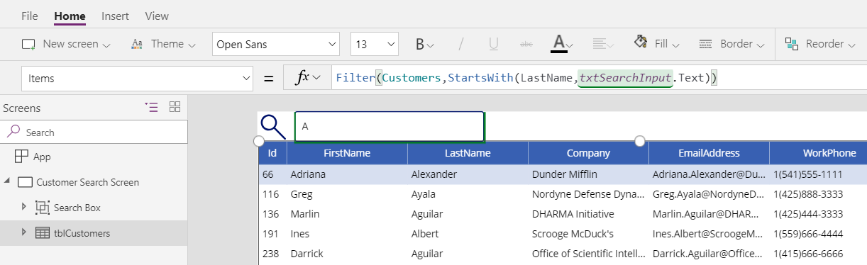 File Home Insert View
New screen Theme Open Sans 13 B / U abc A Fill Border Reorder
Items = fx Filter(Customers,StartsWith(LastName,txtSearchInput.Text))
Screens
Search
App
Customer Search Screen
Search Box
tblCustomers
A
Id FirstName LastName Company EmailAddress WorkPhone
66 Adriana Alexander Dunder Mifflin Adriana.Alexander@Du... 1(541)555-1111
116 Greg Ayala Nordyne Defense Dyna... Greg.Ayala@NordyneD... 1(425)888-3333
136 Marlin Aguilar DHARMA Initiative Marlin.Aguilar@DHAR... 1(425)444-3333
191 Ines Albert Scrooge McDuck's Ines.Albert@ScroogeM... 1(559)666-4444
238 Darrick Aguilar Office of Scientific Intell... Darrick.Aguilar@Office... 1(415)666-6666